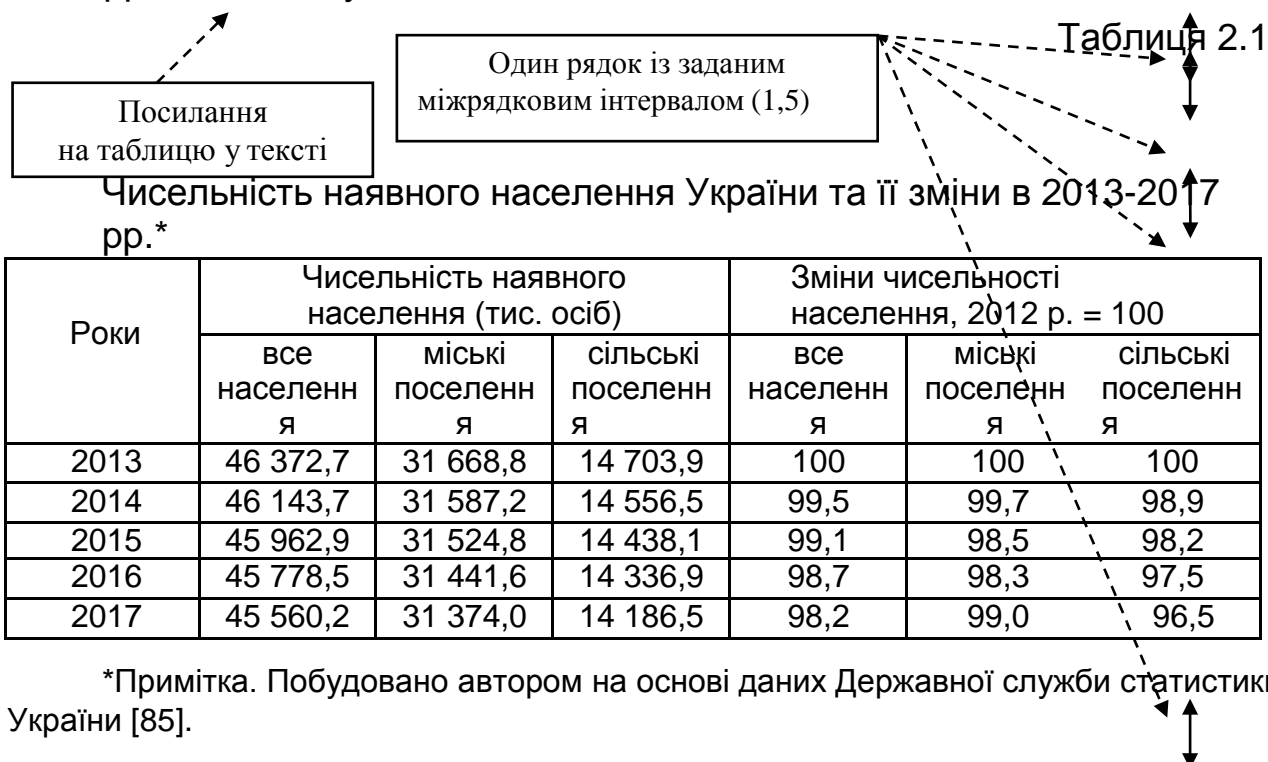 Таблиця 2.1
Один рядок із заданим
міжрядковим інтервалом (1,5)
Посилання
на таблицю у тексті
Чисельність наявного населення України та її зміни в 2013-2017
рр.*
Роки
Чисельність наявного
населення (тис. осіб)
Зміни чисельності
населення, 2012 р. = 100
все
населенн
я
міські
поселенн
я
сільські
поселенн
я
все
населенн
я
міські
поселенн
я
сільські
поселенн
я
2013 46 372,7 31 668,8 14 703,9 100 100 100
2014 46 143,7 31 587,2 14 556,5 99,5 99,7 98,9
2015 45 962,9 31 524,8 14 438,1 99,1 98,5 98,2
2016 45 778,5 31 441,6 14 336,9 98,7 98,3 97,5
2017 45 560,2 31 374,0 14 186,5 98,2 99,0 96,5
*Примітка. Побудовано автором на основі даних Державної служби статистики
України [85].